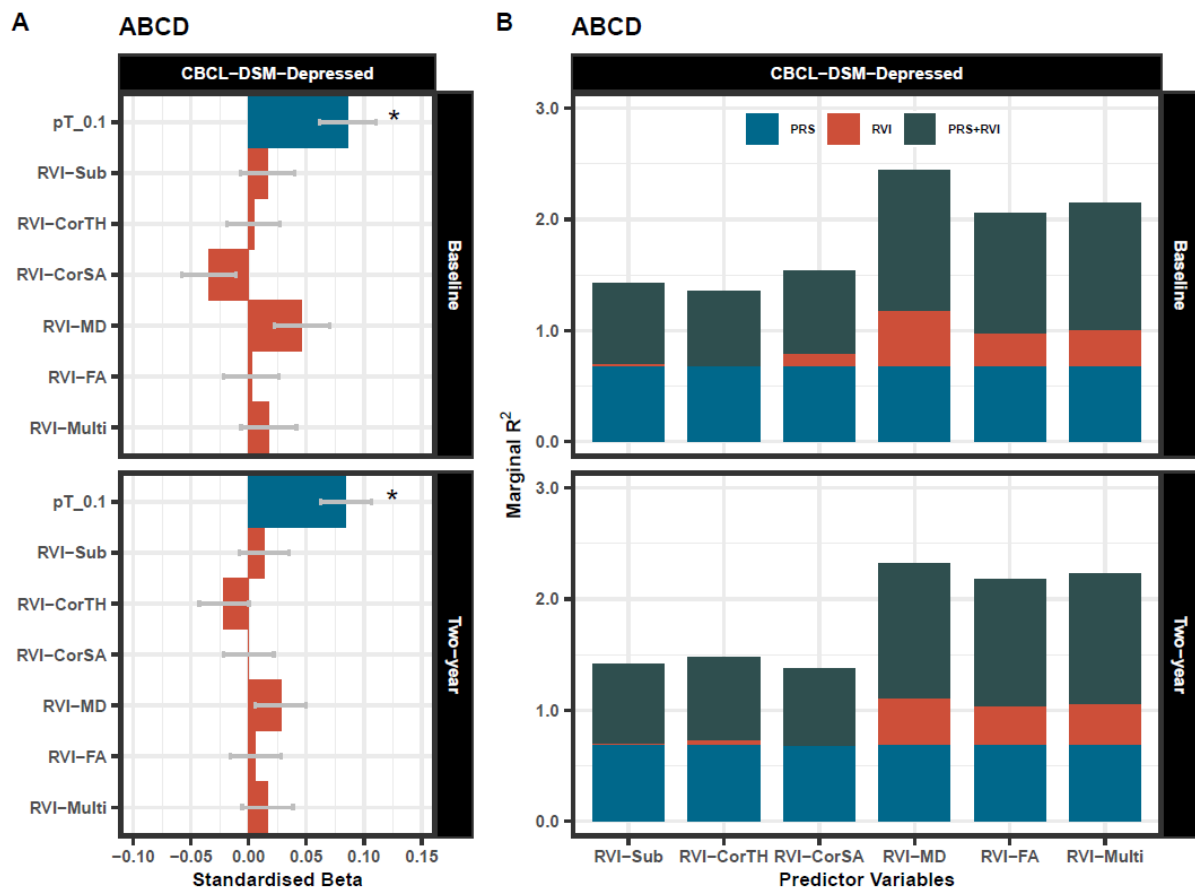 A
ABCD
CBCL−DSM−Depressed
pT_0.1
*
RVI−Sub
RVI−CorTH
RVI−CorSA
RVI−MD
RVI−FA
RVI−Multi
Baseline
pT_0.1
*
RVI−Sub
RVI−CorTH
RVI−CorSA
RVI−MD
RVI−FA
RVI−Multi
Two−year
−0.10 −0.05 0.00 0.05 0.10 0.15
Standardised Beta
B
ABCD
CBCL−DSM−Depressed
PRS RVI PRS+RVI
3.0
2.0
1.0
0.0
Baseline
Marginal R²
3.0
2.0
1.0
0.0
Two−year
RVI−Sub RVI−CorTH RVI−CorSA RVI−MD RVI−FA RVI−Multi
Predictor Variables